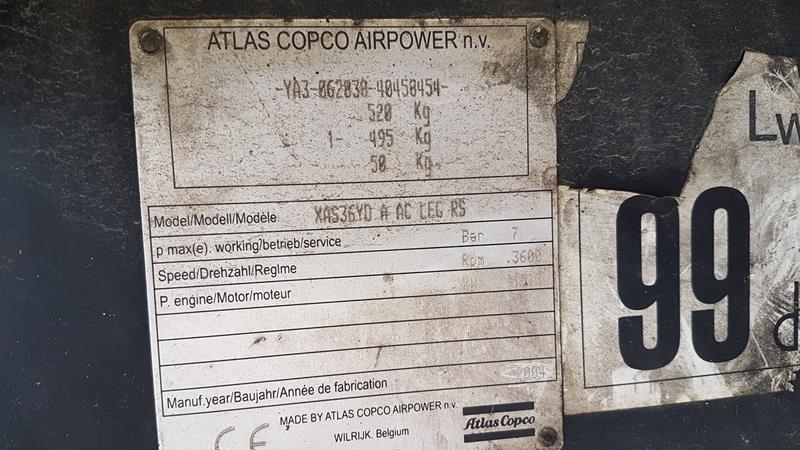 ATLAS COPCO AIRPOWER n.v.
-YA3-062038-40458454-
520 Kg
1- 495 Kg
50 Kg
Model/Modell/Modèle XAS36YD A AC LEG RS
p max(e). working/betrieb/service Bar 7
Speed/Drehzahl/Regime Rpm .3600
P. engine/Motor/moteur
Manuf.year/Baujahr/Année de fabrication 2004
CE
MADE BY ATLAS COPCO AIRPOWER n.v.
WILRIJK. Belgium
Atlas Copco
Lw
99
d